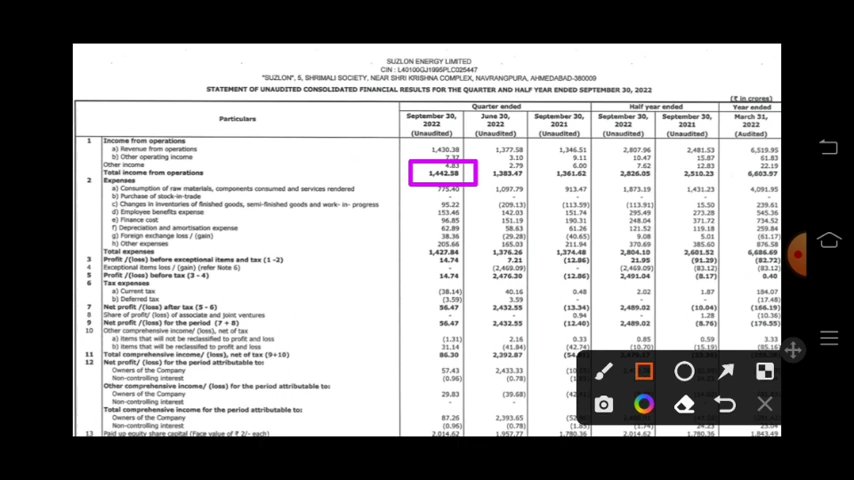 SUZLON ENERGY LIMITED
CIN : L40100GJ1995PLC025447
"SUZLON", 5, SHRIMALI SOCIETY, NEAR SHRI KRISHNA COMPLEX, NAVRANGPURA, AHMEDABAD-380009
STATEMENT OF UNAUDITED CONSOLIDATED FINANCIAL RESULTS FOR THE QUARTER AND HALF YEAR ENDED SEPTEMBER 30, 2022
(₹ in crores)
Particulars Quarter ended Half year ended Year ended
September 30, 2022 (Unaudited) June 30, 2022 (Unaudited) September 30, 2021 (Unaudited) September 30, 2022 (Unaudited) September 30, 2021 (Unaudited) March 31, 2022 (Audited)
1 Income from operations
a) Revenue from operations 1,430.38 1,377.58 1,346.51 2,807.96 2,481.53 6,519.95
b) Other operating income 7.37 3.10 9.11 10.47 15.87 61.83
Other income 4.83 2.79 6.00 7.62 12.83 22.19
Total income from operations 1,442.58 1,383.47 1,361.62 2,826.05 2,510.23 6,603.97
2 Expenses
a) Consumption of raw materials, components consumed and services rendered 775.40 1,097.79 913.47 1,873.19 1,431.23 4,091.95
b) Purchase of stock-in-trade - - - - - -
c) Changes in inventories of finished goods, semi-finished goods and work- in- progress 95.22 (209.13) (113.59) (113.91) 15.50 239.61
d) Employee benefits expense 153.46 142.03 151.74 295.49 273.28 545.36
e) Finance cost 96.85 151.19 191.71 248.04 371.72 734.52
f) Depreciation and amortisation expense 62.89 58.63 61.26 121.52 119.18 259.84
g) Foreign exchange loss / (gain) 38.36 (29.28) (40.65) 9.08 5.01 (61.17)
h) Other expenses 205.66 165.03 211.94 370.69 385.60 876.58
Total expenses 1,427.84 1,376.26 1,374.48 2,804.10 2,601.52 6,686.69
3 Profit /(loss) before exceptional items and tax (1 -2) 14.74 7.21 (12.86) 21.95 (91.29) (82.72)
4 Exceptional items loss / (gain) (refer Note 6) - (2,469.09) - (2,469.09) (83.12) (83.12)
5 Profit /(loss) before tax (3 - 4) 14.74 2,476.30 (12.86) 2,491.04 (8.17) 0.40
6 Tax expenses
a) Current tax (38.14) 40.16 0.48 2.02 1.87 184.07
b) Deferred tax (3.59) 3.59 - - - (17.48)
7 Net profit /(loss) after tax (5 - 6) 56.47 2,432.55 (13.34) 2,489.02 (10.04) (166.19)
8 Share of profit/ (loss) of associate and joint ventures - - 0.94 - 1.28 (10.36)
9 Net profit /(loss) for the period (7 + 8) 56.47 2,432.55 (12.40) 2,489.02 (8.76) (176.55)
10 Other comprehensive income/ (loss), net of tax
a) items that will not be reclassified to profit and loss (1.31) 2.16 0.33 0.85 0.59 3.33
b) items that will be reclassified to profit and loss 31.14 (41.84) (42.74) (10.70) (15.19) (85.16)
11 Total comprehensive income/ (loss), net of tax (9+10) 86.30 2,392.87
12 Net profit/ (loss) for the period attributable to:
Owners of the Company 57.43 2,433.33
Non-controlling interest (0.96) (0.78)
Other comprehensive income/ (loss) for the period attributable to:
Owners of the Company 29.83 (39.68)
Non-controlling interest - -
Total comprehensive income/ (loss) for the period attributable to:
Owners of the Company 87.26 2,393.65
Non-controlling interest (0.96) (0.78)
13 Paid up equity share capital (Face value of ₹ 2/- each) 2,014.62 1,957.77 1,780.36 2,014.62 1,780.36 1,843.49